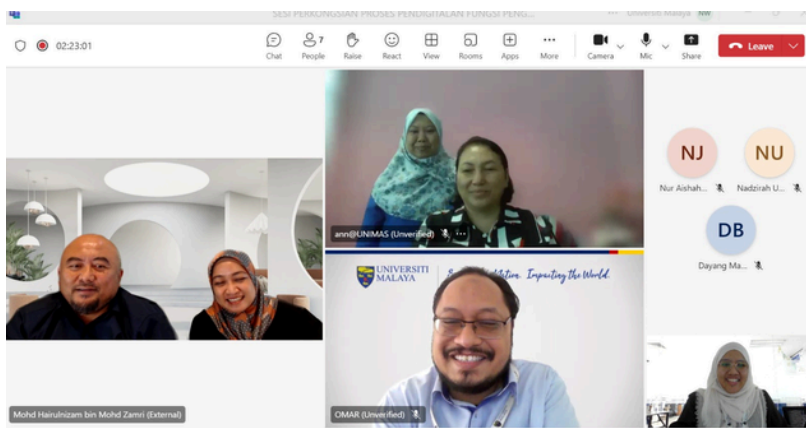 SESI PERKONGSIAN PROSES PENDIGITALAN FUNGSI PENG...
Universiti Malaya
NW
02:23:01
Chat
7
People
Raise
React
View
Rooms
Apps
More
Camera
Mic
Share
Leave
ann@UNIMAS (Unverified)
NJ
Nur Aishah...
NU
Nadzirah U...
DB
Dayang Ma...
UNIVERSITI
MALAYA
Impacting the World.
Mohd Hairulnizam bin Mohd Zamri (External)
OMAR (Unverified)